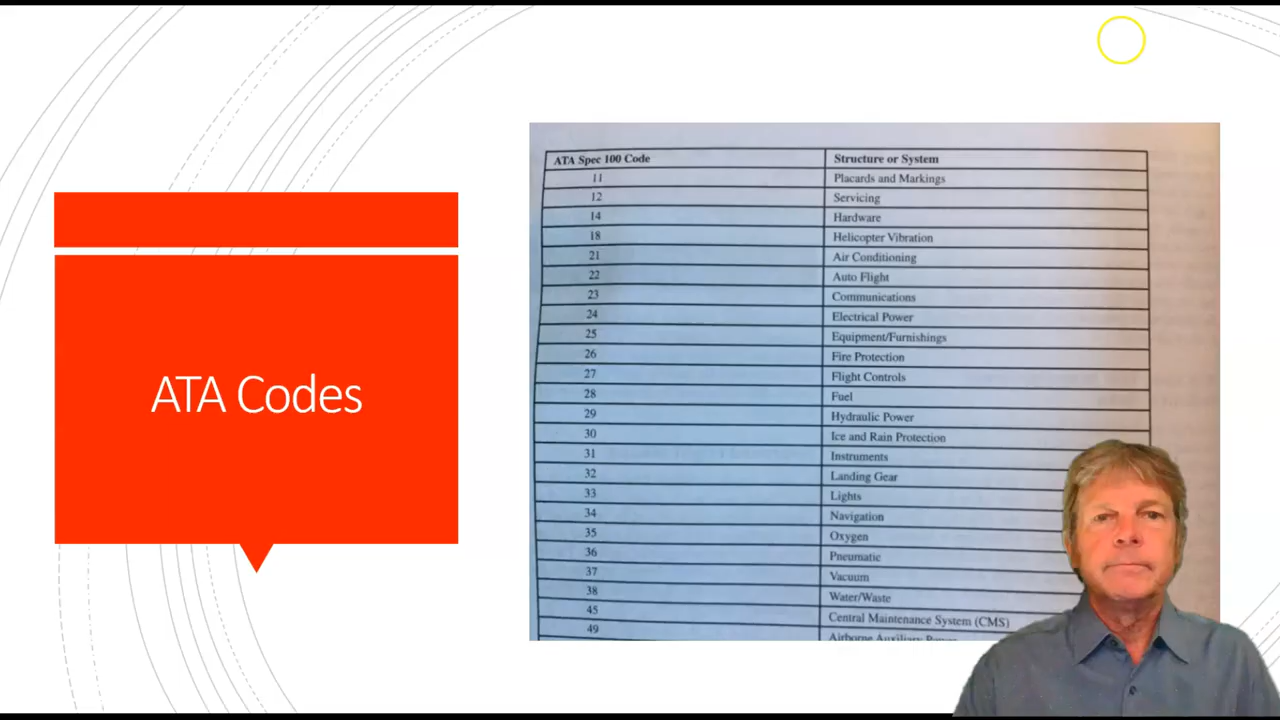 ATA Codes
ATA Spec 100 Code Structure or System
11 Placards and Markings
12 Servicing
14 Hardware
18 Helicopter Vibration
21 Air Conditioning
22 Auto Flight
23 Communications
24 Electrical Power
25 Equipment/Furnishings
26 Fire Protection
27 Flight Controls
28 Fuel
29 Hydraulic Power
30 Ice and Rain Protection
31 Instruments
32 Landing Gear
33 Lights
34 Navigation
35 Oxygen
36 Pneumatic
37 Vacuum
38 Water/Waste
45 Central Maintenance System (CMS)
49 Airborne Auxiliary Power